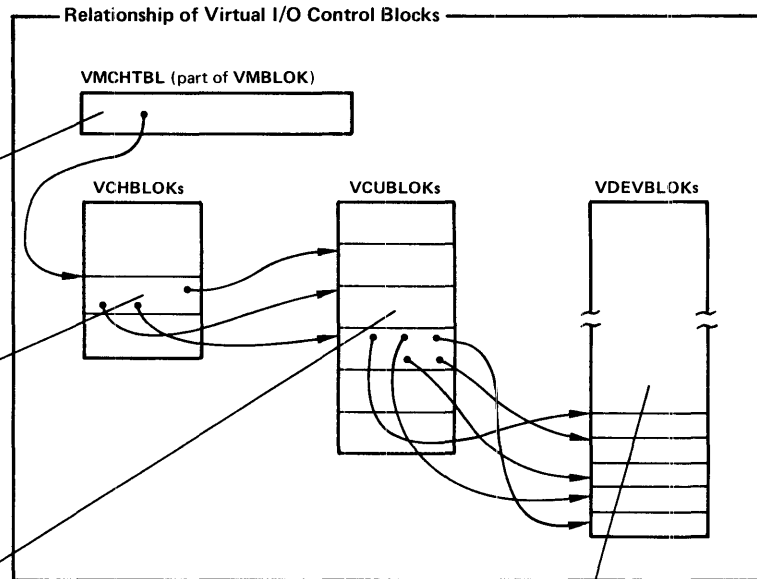 Relationship of Virtual I/O Control Blocks
VMCHTBL (part of VMBLOK)
VCHBLOKs VCUBLOKs VDEVBLOKs